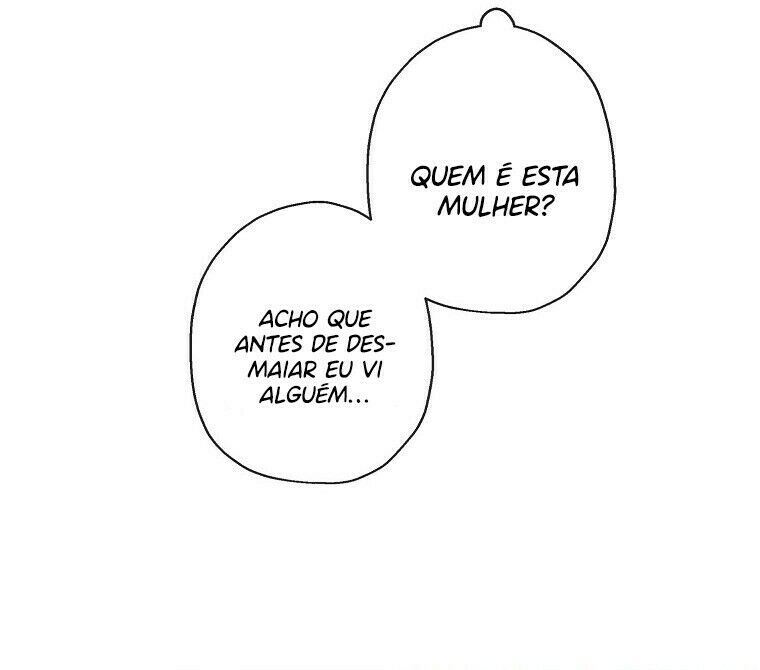 QUEM É ESTA
MULHER?
ACHO QUE
ANTES DE DES-
MAIAR EU VI
ALGUÉM...